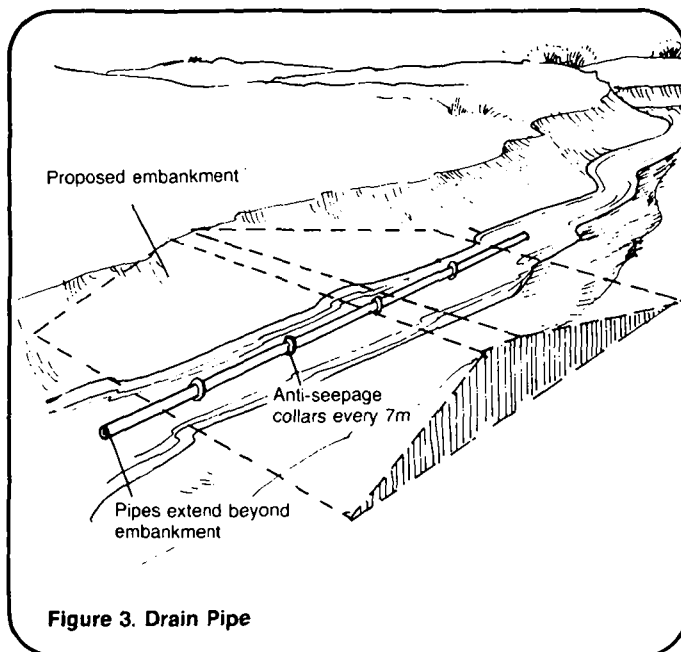 Proposed embankment
Anti-seepage
collars every 7m
Pipes extend beyond
embankment
Figure 3. Drain Pipe